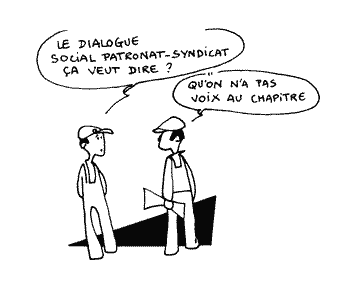 LE DIALOGUE
SOCIAL PATRONAT-SYNDICAT
ÇA VEUT DIRE ?
QU'ON N'A PAS
VOIX AU CHAPITRE